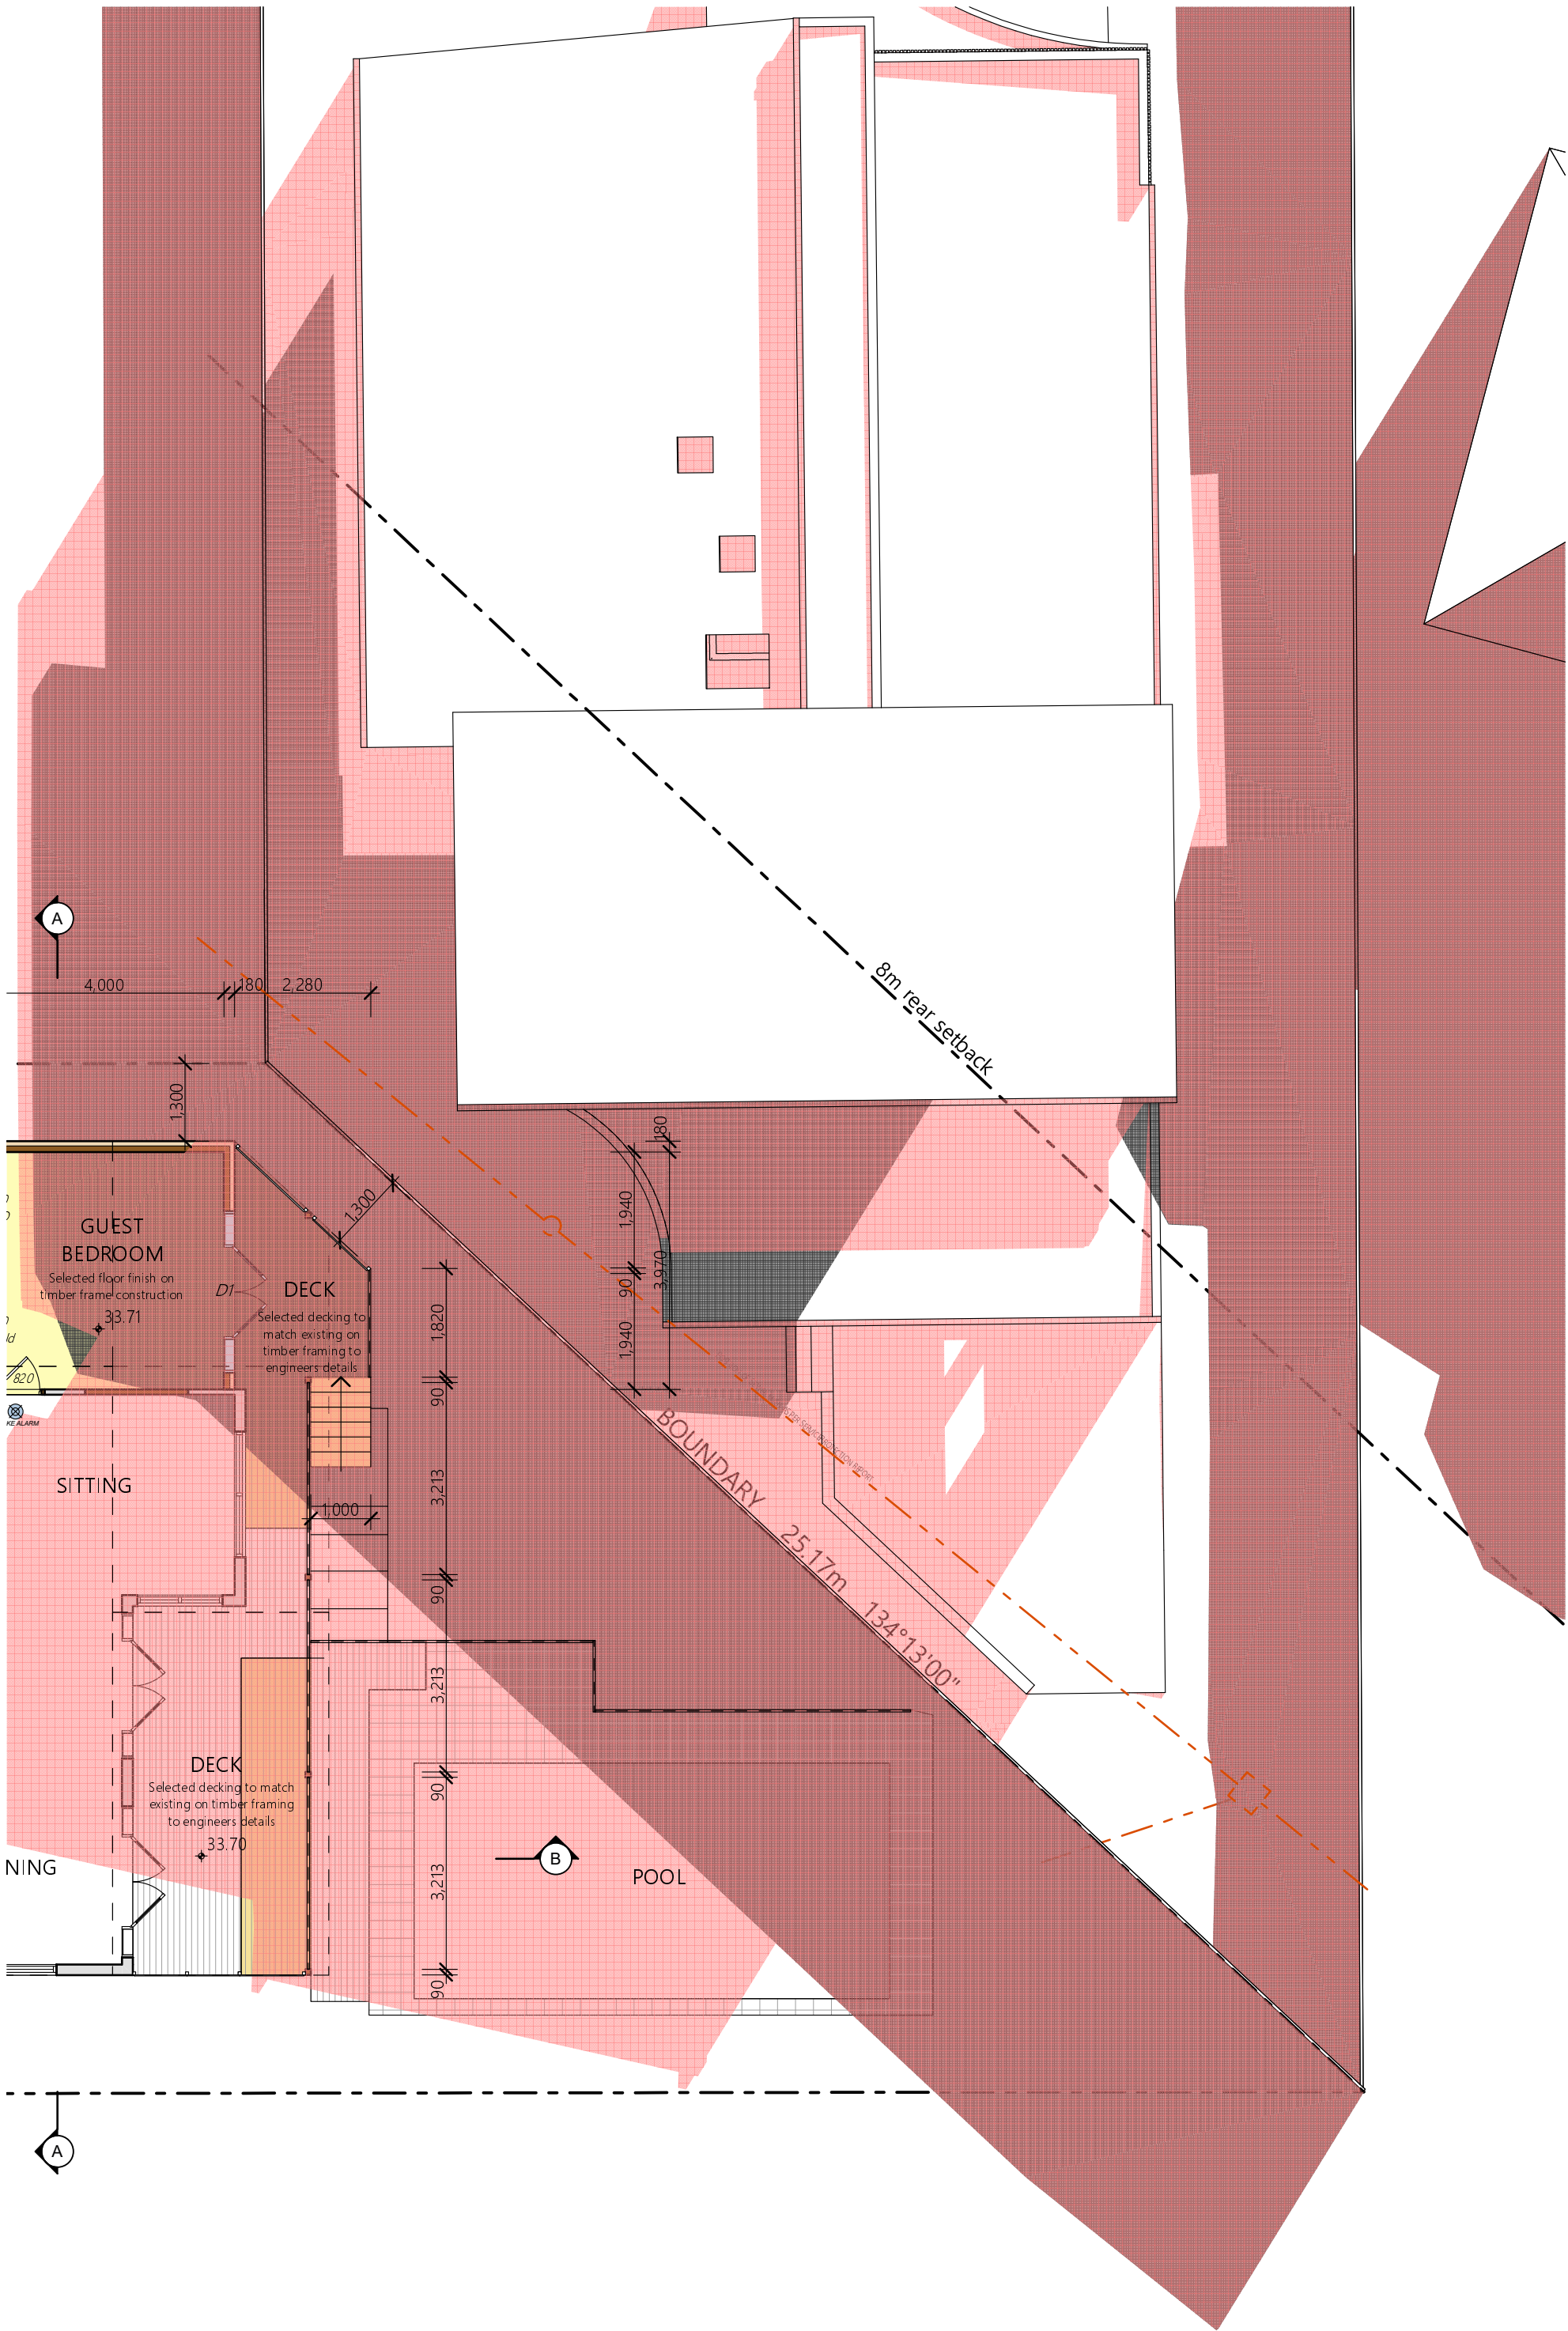 A
4,000
180
2,280
8m rear setback
1,300
180
1,300
1,940
GUEST
BEDROOM
Selected floor finish on
timber frame construction
33.71
D1
DECK
Selected decking to
match existing on
timber framing to
engineers details
90
3,970
1,820
1,940
820
KE ALARM
90
BOUNDARY 25.17m 134°13'00"
SITTING
3,213
1,000
90
3,213
DECK
Selected decking to match
existing on timber framing
to engineers details
33.70
90
B
NING
POOL
3,213
90
A